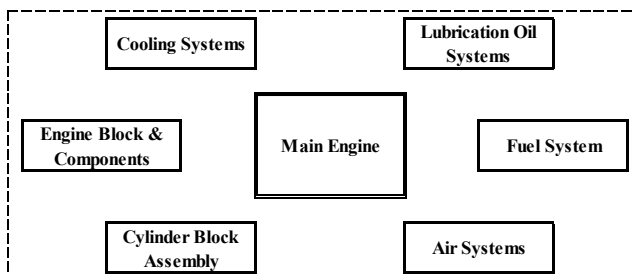 Cooling Systems
Lubrication Oil
Systems
Engine Block &
Components
Main Engine
Fuel System
Cylinder Block
Assembly
Air Systems